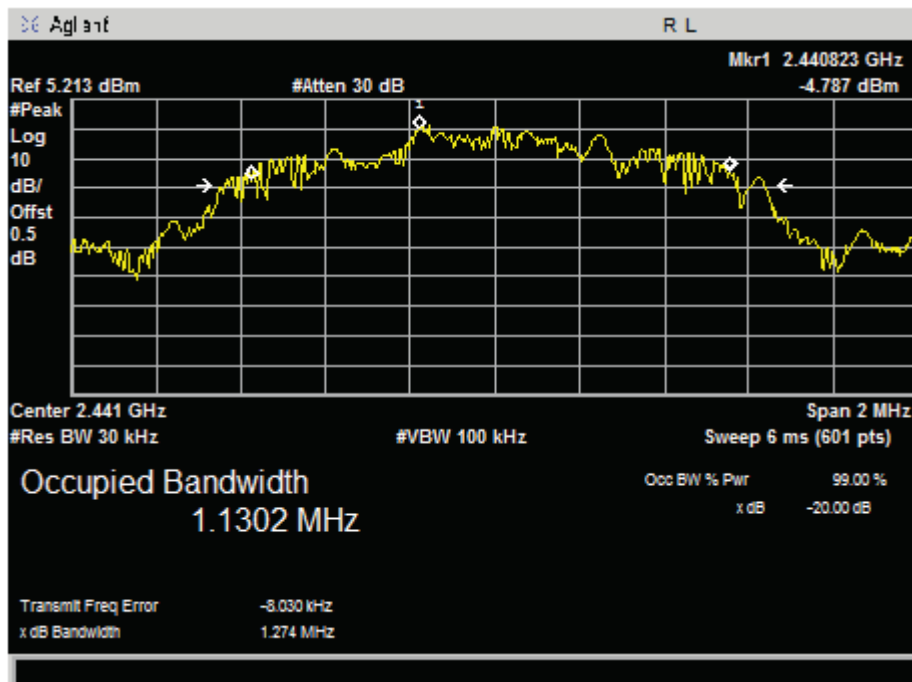 Agilent R L
Mkr1 2.440823 GHz
Ref 5.213 dBm #Atten 30 dB -4.787 dBm
#Peak
1
Log
10
dB/
Offst
0.5
dB
Center 2.441 GHz Span 2 MHz
#Res BW 30 kHz #VBW 100 kHz Sweep 6 ms (601 pts)
Occupied Bandwidth
1.1302 MHz
Occ BW % Pwr 99.00 %
x dB -20.00 dB
Transmit Freq Error -8.030 kHz
x dB Bandwidth 1.274 MHz